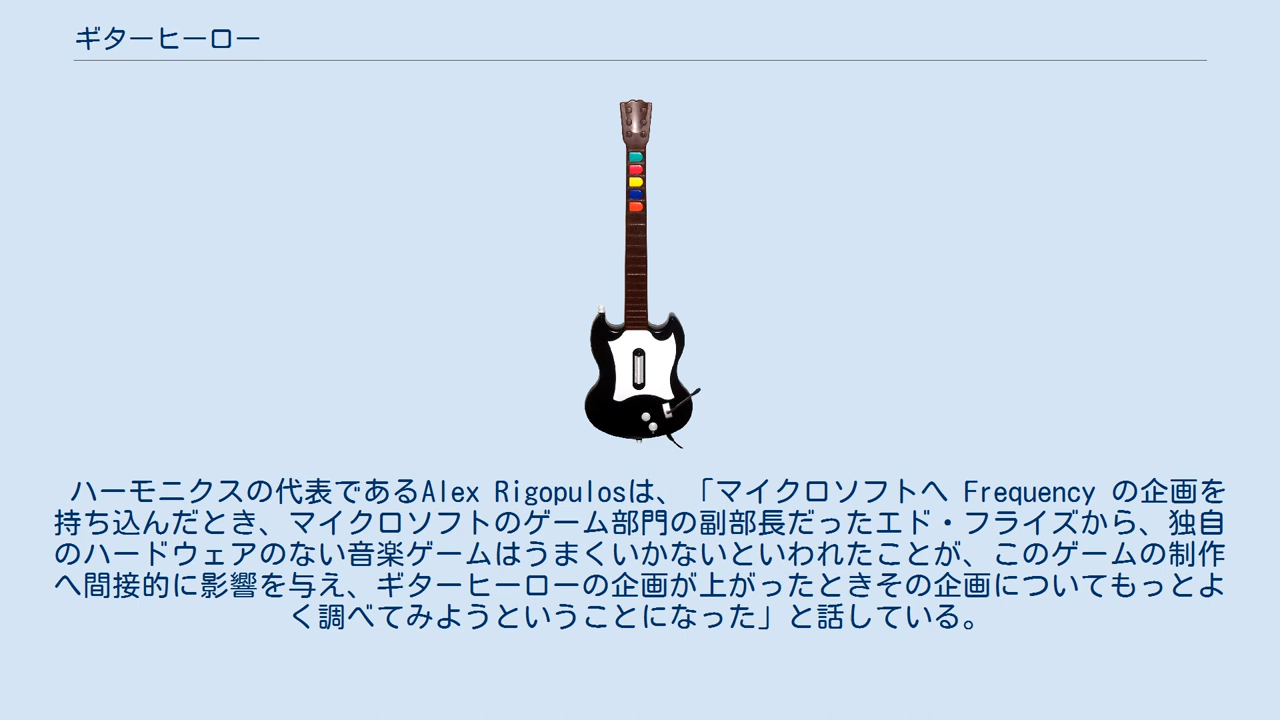 ギターヒーロー
ハーモニクスの代表であるAlex Rigopulosは、「マイクロソフトへ Frequency の企画を
持ち込んだとき、マイクロソフトのゲーム部門の副部長だったエド・フライズから、独自
のハードウェアのない音楽ゲームはうまくいかないといわれたことが、このゲームの制作
へ間接的に影響を与え、ギターヒーローの企画が上がったときその企画についてもっとよ
く調べてみようということになった」と話している。